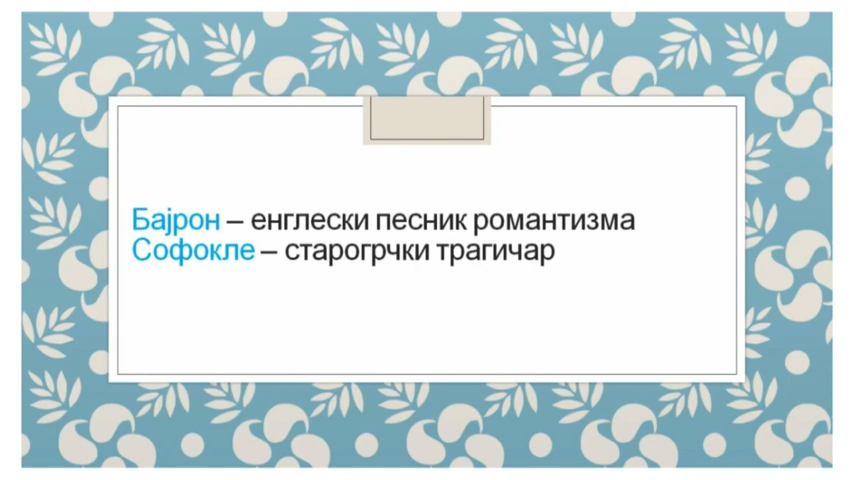 Бајрон – енглески песник романтизма
Софокле – старогрчки трагичар